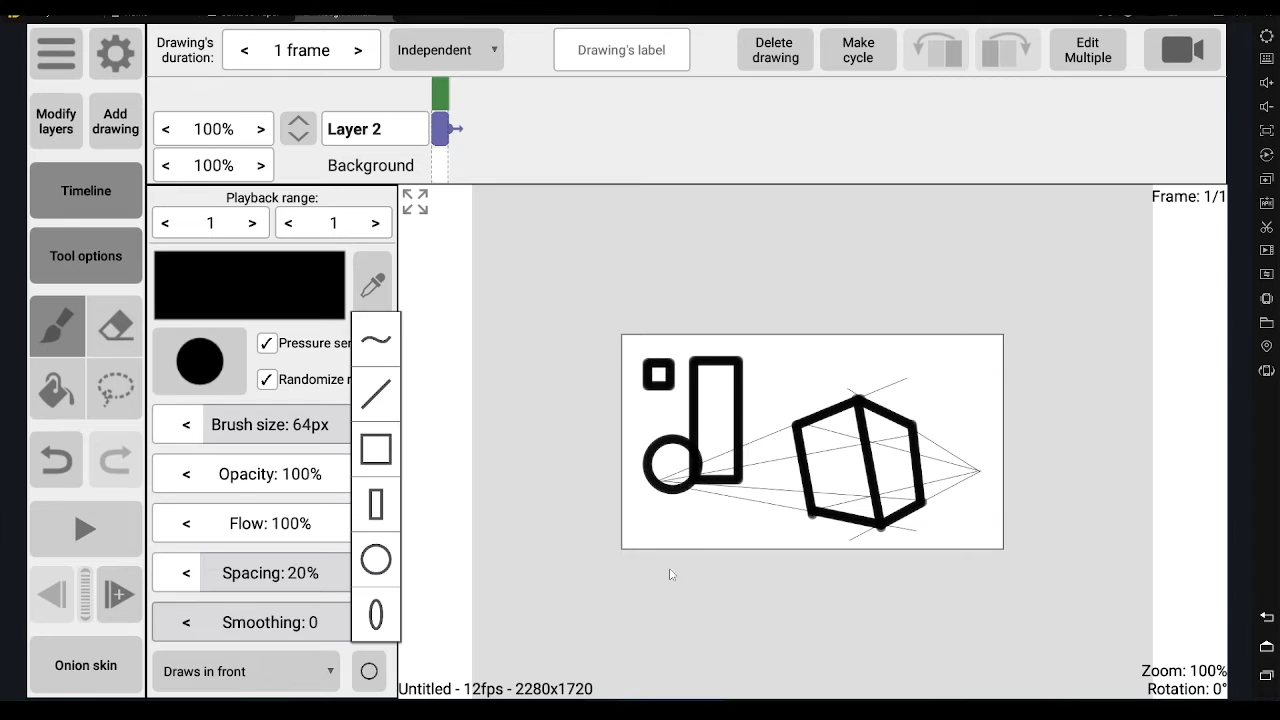 Drawing's
duration:
< 1 frame >
Independent
Drawing's label
Delete
drawing
Make
cycle
Edit
Multiple
Modify
layers
Add
drawing
< 100% >
Layer 2
< 100% >
Background
Timeline
Playback range:
< 1 >
< 1 >
Frame: 1/1
Tool options
Pressure ser
Randomize r
< Brush size: 64px
< Opacity: 100%
< Flow: 100%
< Spacing: 20%
< Smoothing: 0
Onion skin
Draws in front
Untitled - 12fps - 2280x1720
Zoom: 100%
Rotation: 0°